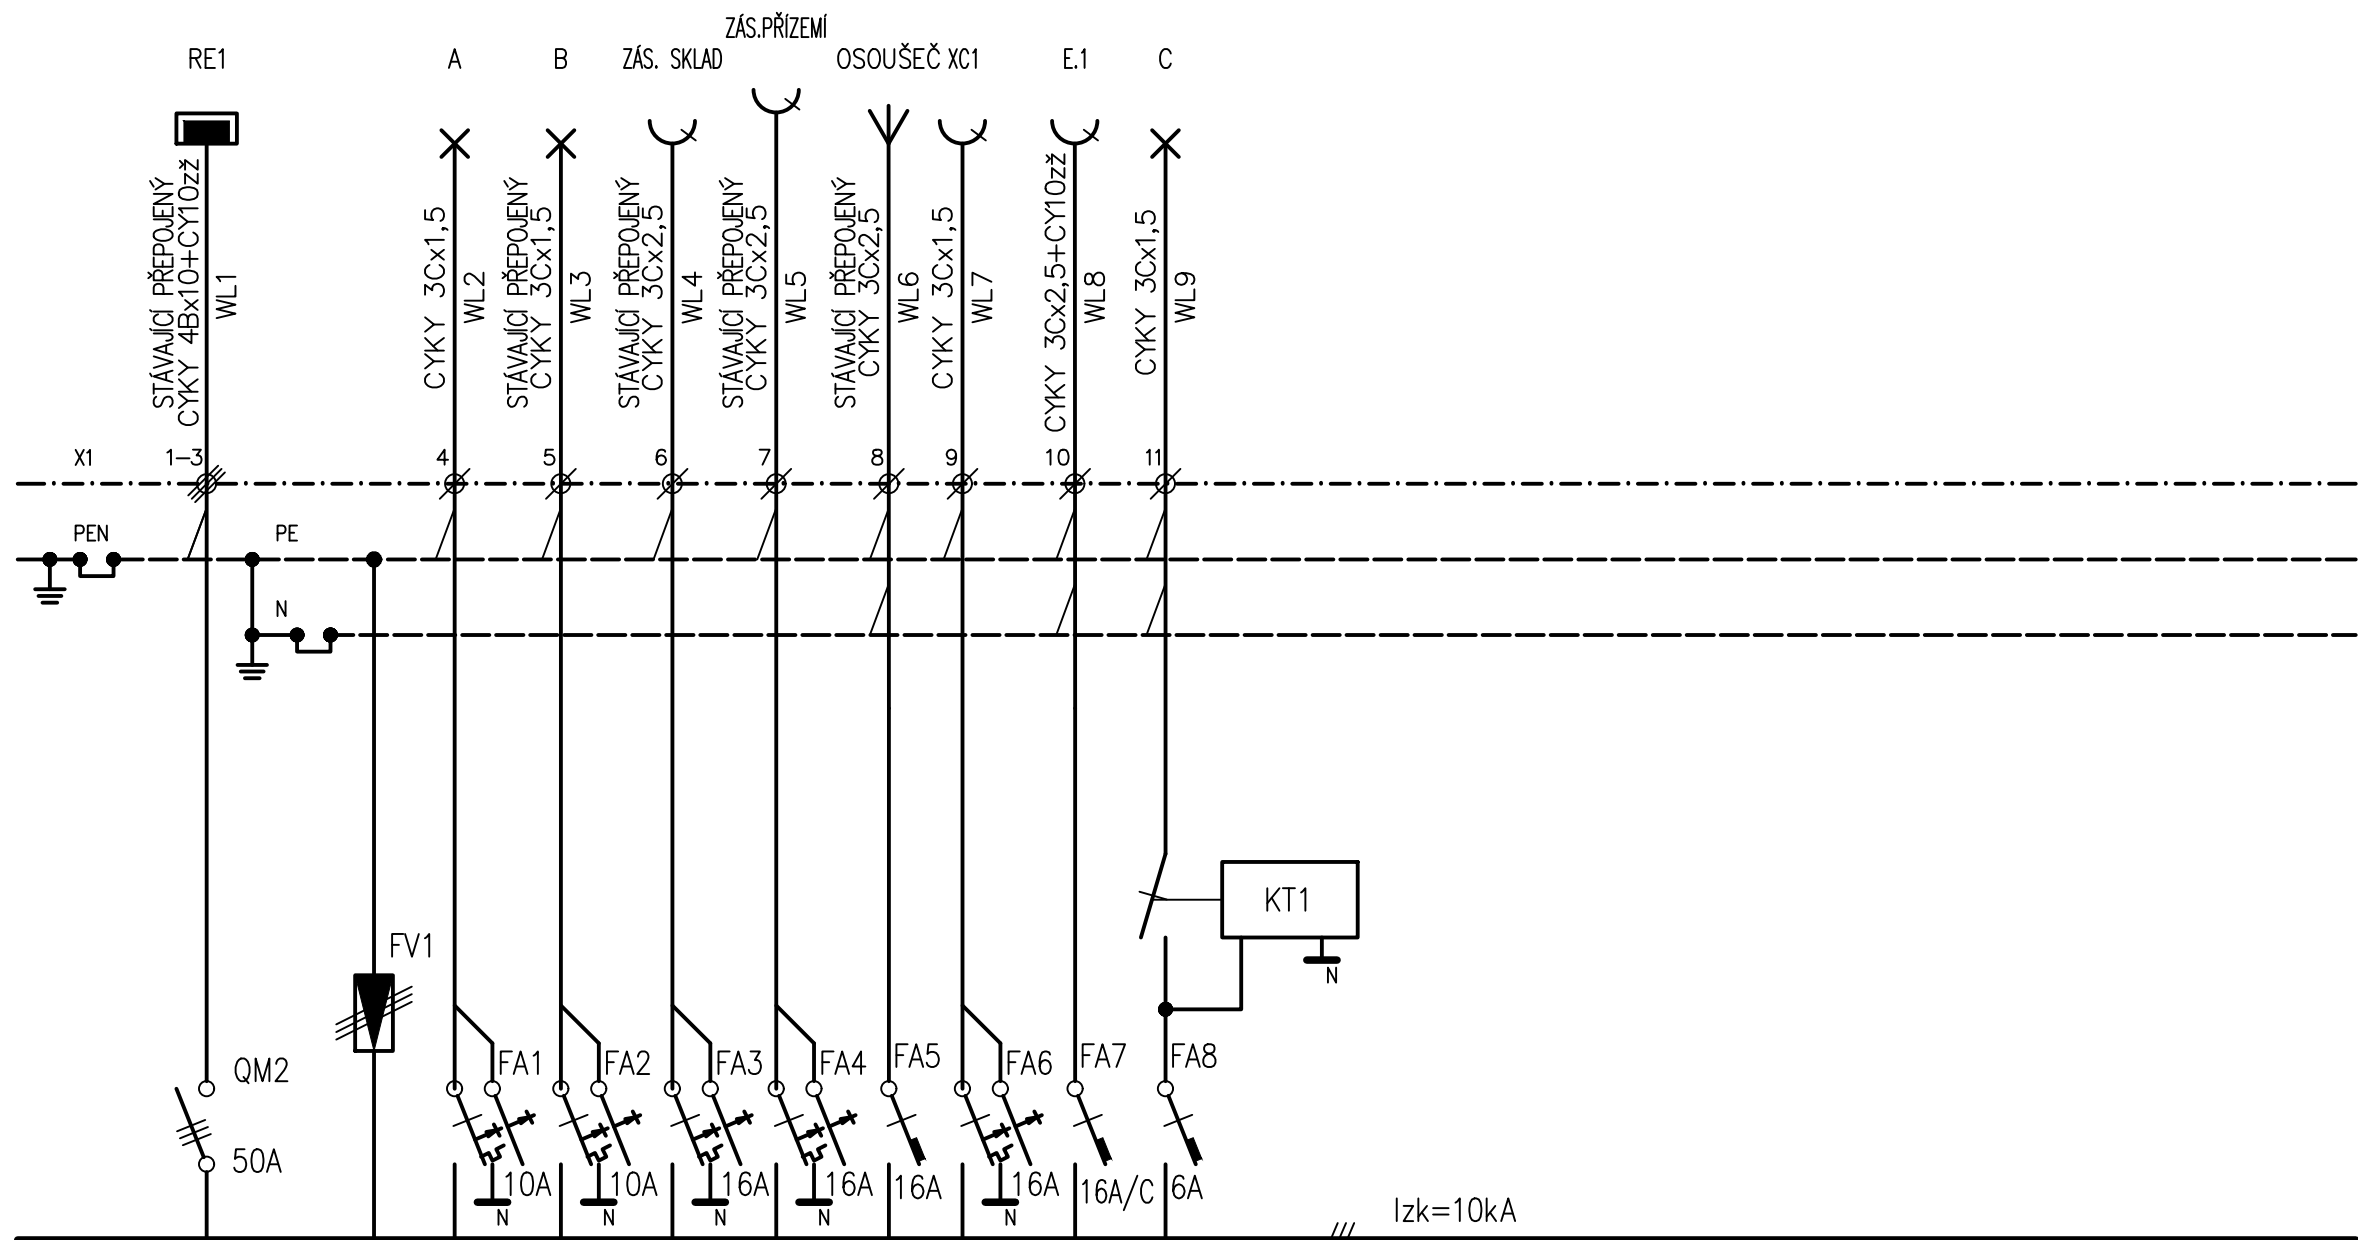 ZÁS.PŘÍZEMÍ
RE1
A
B
ZÁS. SKLAD
OSOUŠEČ
XC1
E.1
C
STÁVAJÍCÍ PŘEPOJENÝ
CYKY 4Bx10+CY10zž
WL1
CYKY 3Cx1,5
WL2
STÁVAJÍCÍ PŘEPOJENÝ
CYKY 3Cx1,5
WL3
STÁVAJÍCÍ PŘEPOJENÝ
CYKY 3Cx2,5
WL4
STÁVAJÍCÍ PŘEPOJENÝ
CYKY 3Cx2,5
WL5
STÁVAJÍCÍ PŘEPOJENÝ
CYKY 3Cx2,5
WL6
CYKY 3Cx1,5
WL7
CYKY 3Cx2,5+CY10zž
WL8
CYKY 3Cx1,5
WL9
X1
1-3
4
5
6
7
8
9
10
11
PEN
PE
N
KT1
N
FV1
QM2
50A
FA1
10A
N
FA2
10A
N
FA3
16A
N
FA4
16A
N
FA5
16A
FA6
16A
N
FA7
16A/C
FA8
6A
Izk=10kA